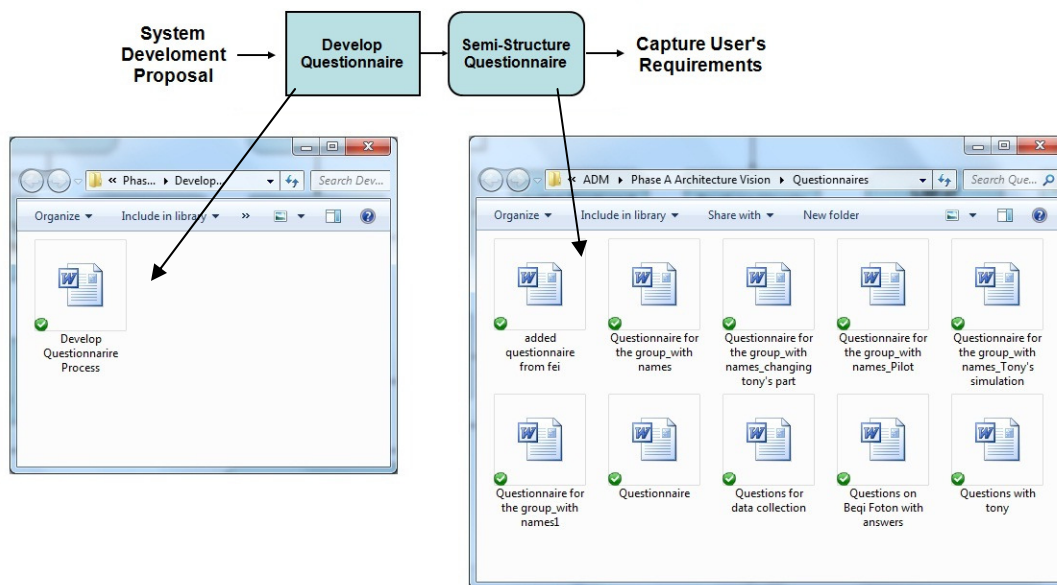 System
Develoment
Proposal
Develop
Questionnaire
Semi-Structure
Questionnaire
Capture User's
Requirements
« Phas... ▸ Develop...
Search Dev...
Organize ▾ Include in library ▾ »
Develop
Questionnarire
Process
« ADM ▸ Phase A Architecture Vision ▸ Questionnaires
Search Que...
Organize ▾ Include in library ▾ Share with ▾ New folder
added
questionnaire
from fei
Questionnaire for
the group_with
names
Questionnaire for
the group_with
names_changing
tony's part
Questionnaire for
the group_with
names_Pilot
Questionnaire for
the group_with
names_Tony's
simulation
Questionnaire for
the group_with
names1
Questionnaire
Questions for
data collection
Questions on
Beqi Foton with
answers
Questions with
tony